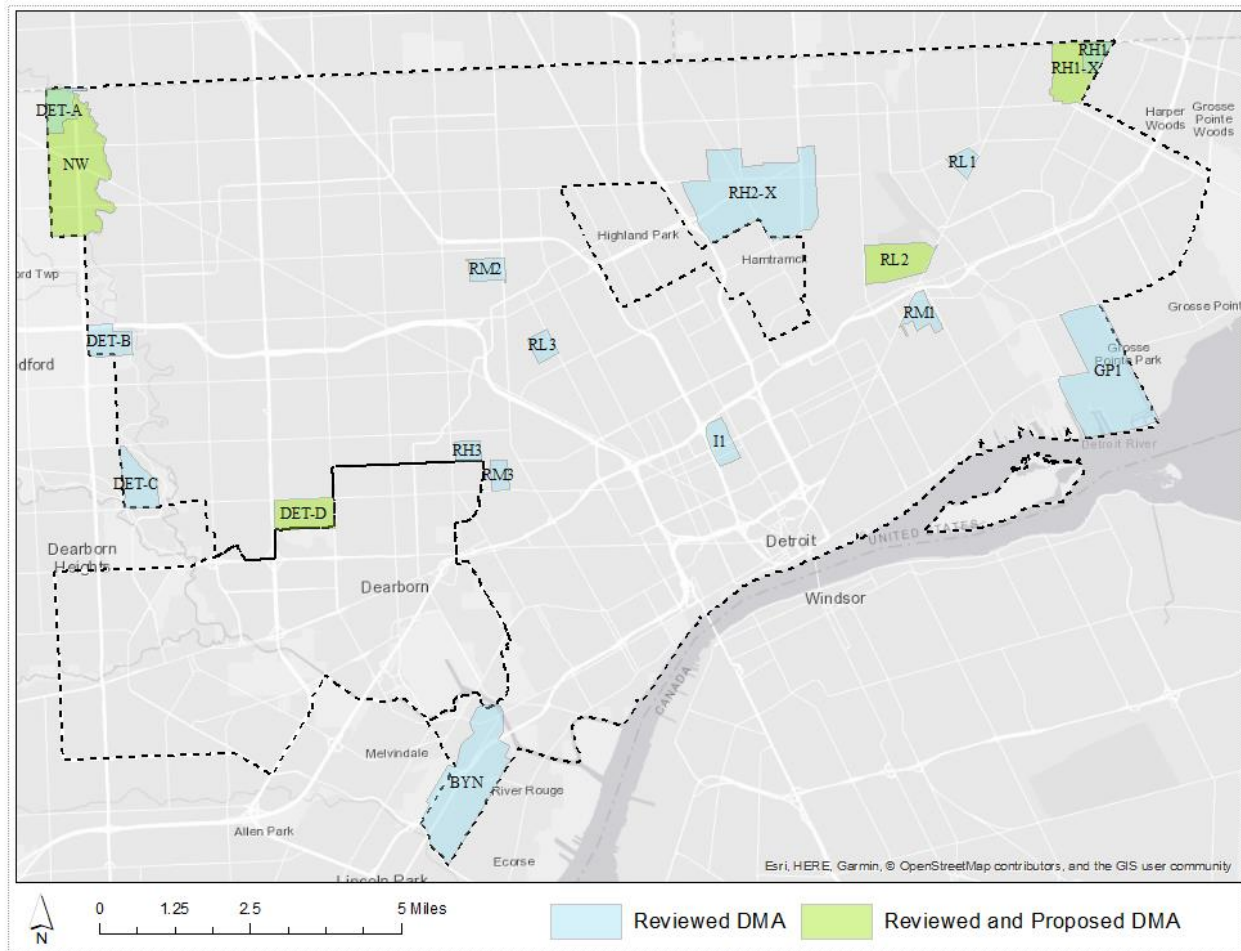 RH1
RH1-X
DET-A
Harper
Woods
Grosse
Pointe
Woods
NW
RL1
RH2-X
Highland Park
Hamtramck
RL2
ord Twp
RM2
RM1
Grosse Point
DET-B
RL3
dford
Grosse
Pointe Park
GP1
I1
Detroit River
RH3
RM3
DET-C
DET-D
Detroit
UNITED STATES
Dearborn
Heights
Dearborn
Windsor
CANADA
Melvindale
BYN
River Rouge
Allen Park
Ecorse
Lincoln Park
Esri, HERE, Garmin, © OpenStreetMap contributors, and the GIS user community
N
0 1.25 2.5 5 Miles
Reviewed DMA
Reviewed and Proposed DMA